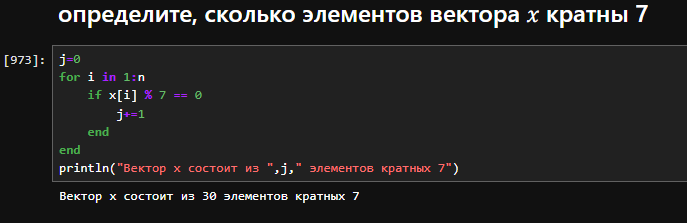 определите, сколько элементов вектора x кратны 7
[973]: j=0
for i in 1:n
    if x[i] % 7 == 0
        j+=1
    end
end
println("Вектор x состоит из ",j," элементов кратных 7")
Вектор x состоит из 30 элементов кратных 7